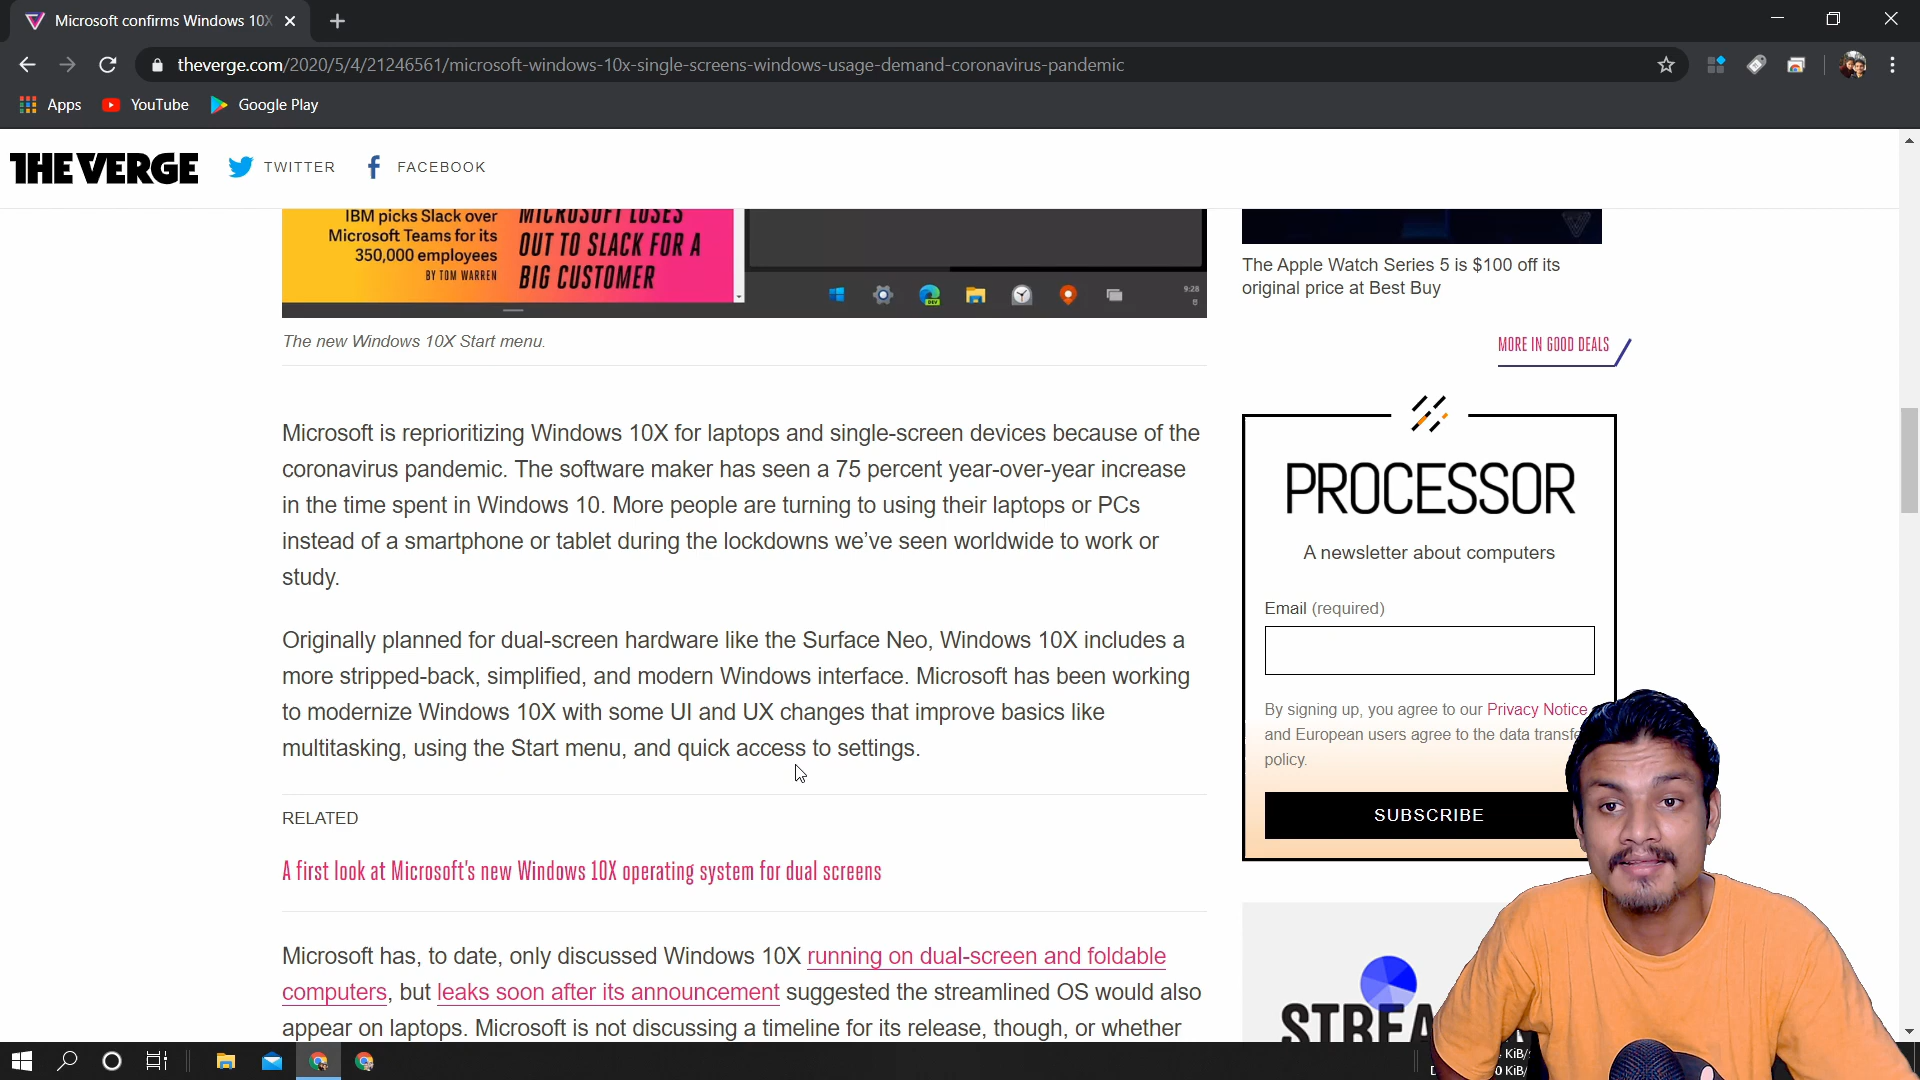 Microsoft confirms Windows 10X
theverge.com/2020/5/4/21246561/microsoft-windows-10x-single-screens-windows-usage-demand-coronavirus-pandemic
Apps YouTube Google Play
THE VERGE TWITTER FACEBOOK
IBM picks Slack over
Microsoft Teams for its
350,000 employees
BY TOM WARREN
MICROSOFT LOSES
OUT TO SLACK FOR A
BIG CUSTOMER
DEV
9:28
The new Windows 10X Start menu.
Microsoft is reprioritizing Windows 10X for laptops and single-screen devices because of the
coronavirus pandemic. The software maker has seen a 75 percent year-over-year increase
in the time spent in Windows 10. More people are turning to using their laptops or PCs
instead of a smartphone or tablet during the lockdowns we’ve seen worldwide to work or
study.
Originally planned for dual-screen hardware like the Surface Neo, Windows 10X includes a
more stripped-back, simplified, and modern Windows interface. Microsoft has been working
to modernize Windows 10X with some UI and UX changes that improve basics like
multitasking, using the Start menu, and quick access to settings.
RELATED
A first look at Microsoft's new Windows 10X operating system for dual screens
Microsoft has, to date, only discussed Windows 10X running on dual-screen and foldable
computers, but leaks soon after its announcement suggested the streamlined OS would also
appear on laptops. Microsoft is not discussing a timeline for its release, though, or whether
The Apple Watch Series 5 is $100 off its
original price at Best Buy
MORE IN GOOD DEALS
PROCESSOR
A newsletter about computers
Email (required)
By signing up, you agree to our Privacy Notice
and European users agree to the data
policy.
SUBSCRIBE
KiB/
0 KiB/